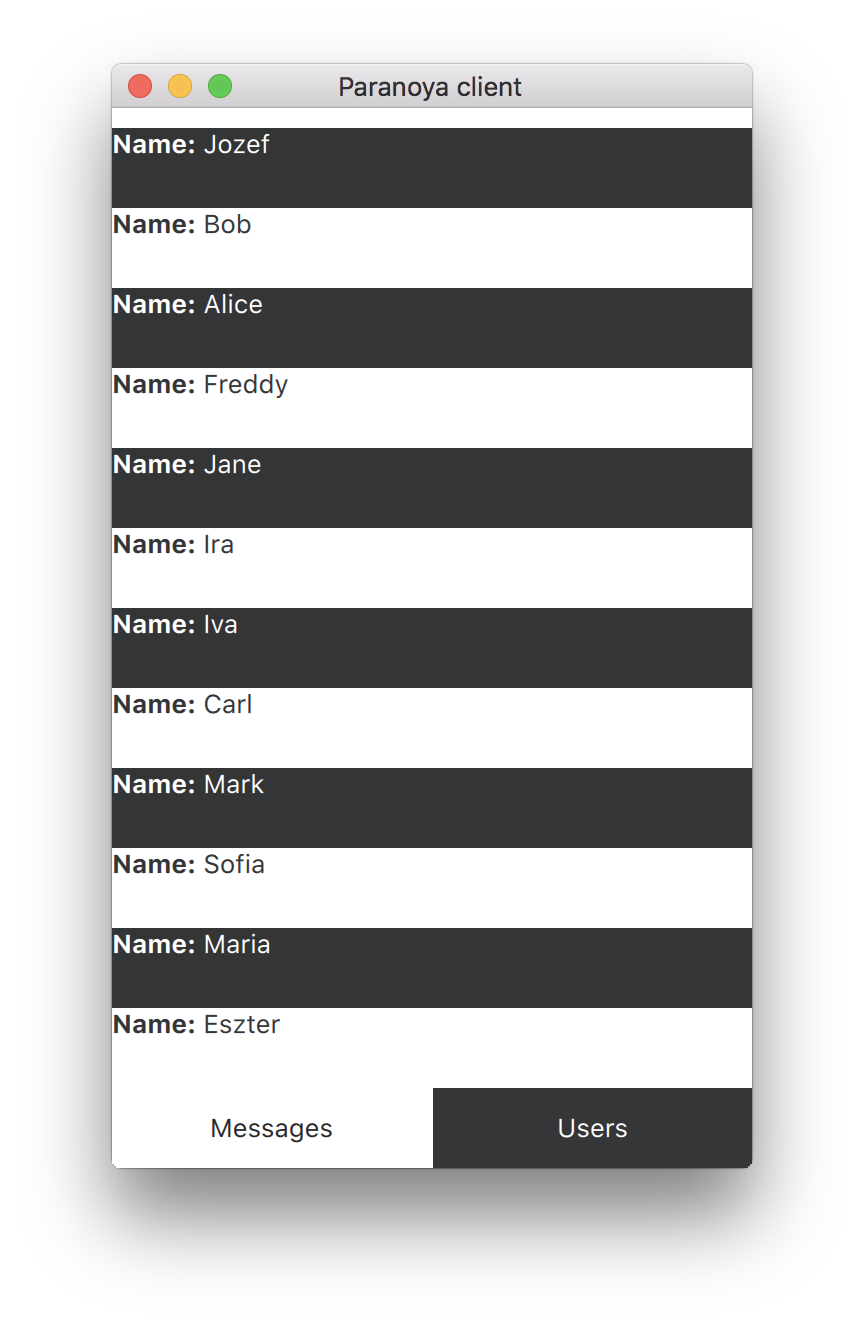 Paranoya client
Name: Jozef
Name: Bob
Name: Alice
Name: Freddy
Name: Jane
Name: Ira
Name: Iva
Name: Carl
Name: Mark
Name: Sofia
Name: Maria
Name: Eszter
Messages Users